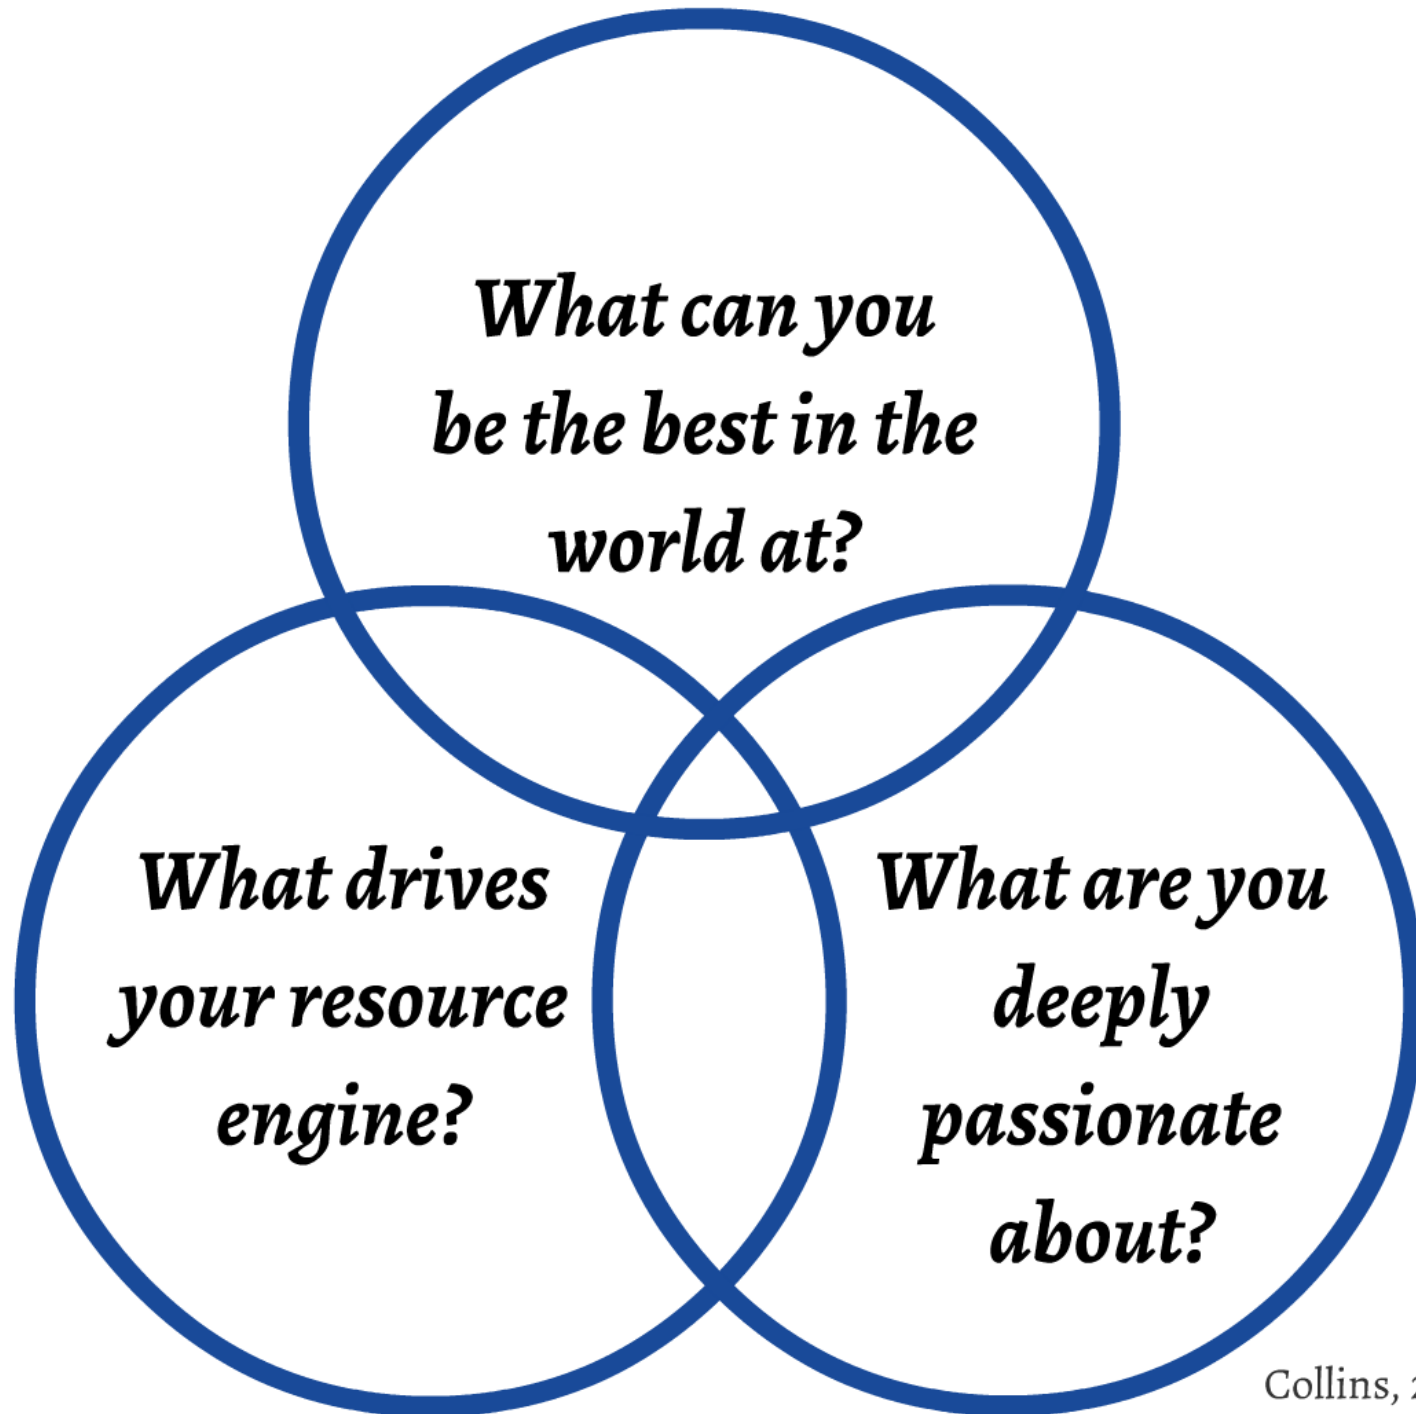 What can you
be the best in the
world at?
What drives
your resource
engine?
What are you
deeply
passionate
about?
Collins, 2